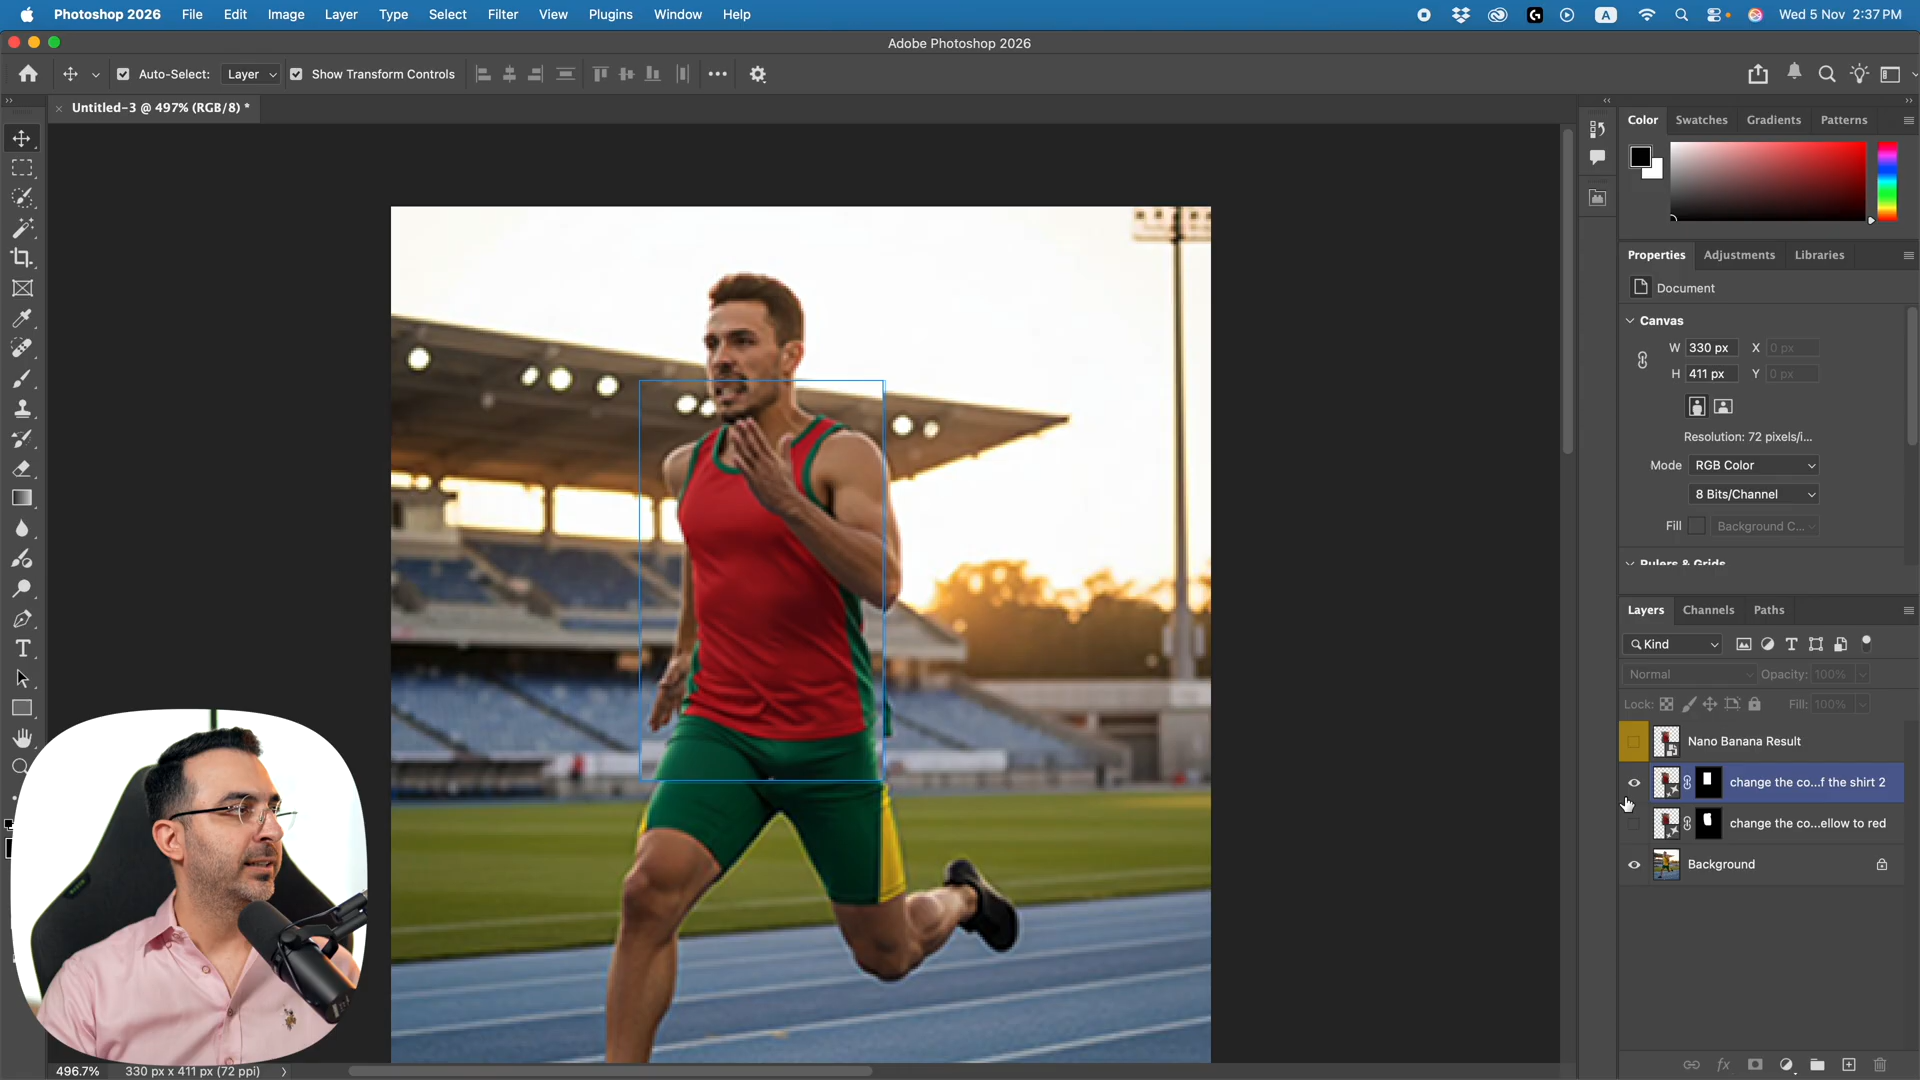 Photoshop 2026 File Edit Image Layer Type Select Filter View Plugins Window Help A Wed 5 Nov 2:37 PM
Adobe Photoshop 2026
Auto-Select: Layer Show Transform Controls
Untitled-3 @ 497% (RGB/8) *
Color Swatches Gradients Patterns
Properties Adjustments Libraries
Document
Canvas
W 330 px X 0 px
H 411 px Y 0 px
Resolution: 72 pixels/i...
Mode RGB Color
8 Bits/Channel
Fill Background C...
Rulers & Grids
Layers Channels Paths
Kind
Normal Opacity: 100%
Lock: Fill: 100%
Nano Banana Result
change the co...f the shirt 2
change the co...ellow to red
Background
496.7% 330 px x 411 px (72 ppi)